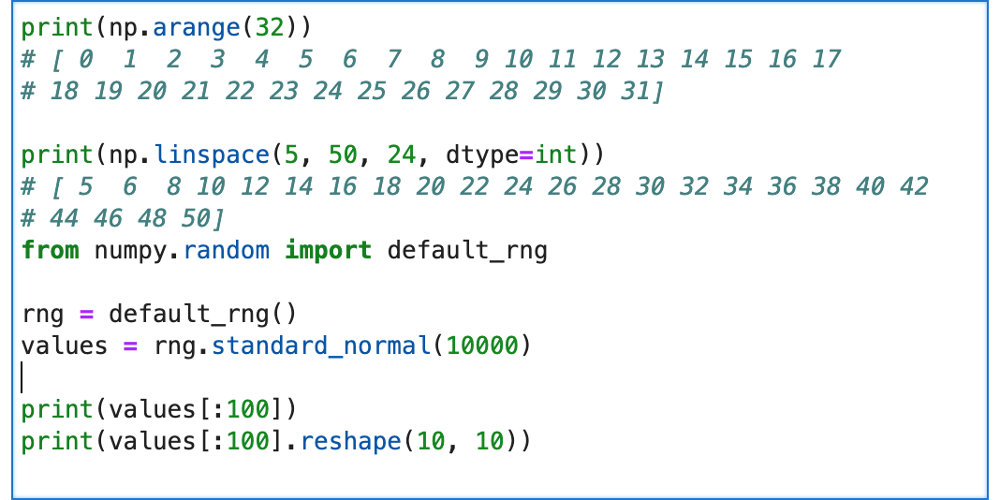 print(np.arange(32))
# [ 0  1  2  3  4  5  6  7  8  9 10 11 12 13 14 15 16 17
# 18 19 20 21 22 23 24 25 26 27 28 29 30 31]
print(np.linspace(5, 50, 24, dtype=int))
# [ 5  6  8 10 12 14 16 18 20 22 24 26 28 30 32 34 36 38 40 42
# 44 46 48 50]
from numpy.random import default_rng
rng = default_rng()
values = rng.standard_normal(10000)
print(values[:100])
print(values[:100].reshape(10, 10))